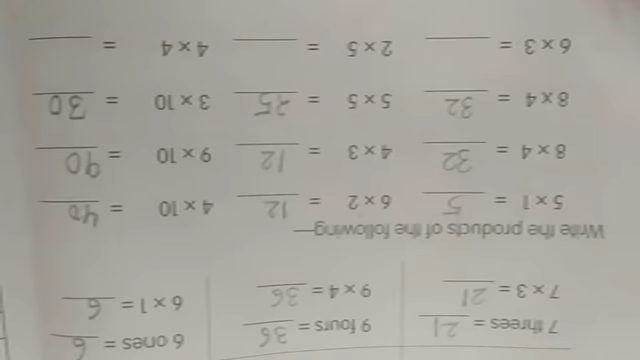 7 threes = 21 9 fours = 36 6 ones = 6
7 × 3 = 21 9 × 4 = 36 6 × 1 = 6
Write the products of the following—
5 × 1 = 5 6 × 2 = 12 4 × 10 = 40
8 × 4 = 32 4 × 3 = 12 9 × 10 = 90
8 × 4 = 32 5 × 5 = 25 3 × 10 = 30
6 × 3 = 2 × 5 = 4 × 4 =